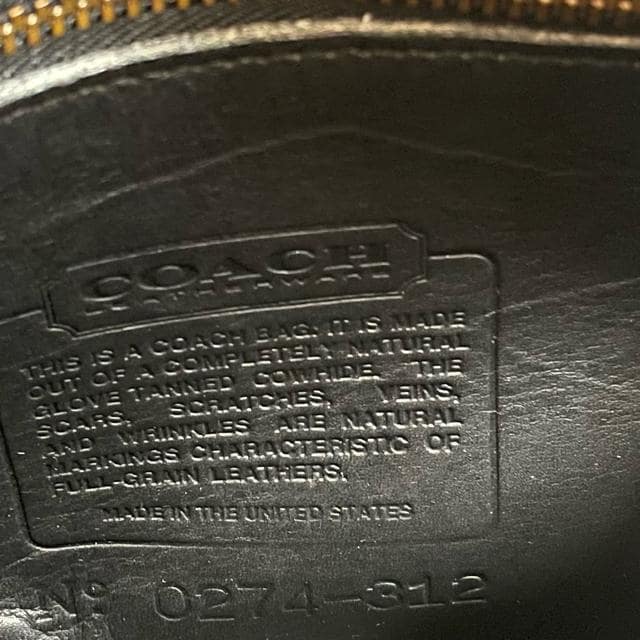 COACH
LEATHERWARE
THIS IS A COACH BAG. IT IS MADE
OUT OF A COMPLETELY NATURAL
GLOVE TANNED COWHIDE. THE
SCARS, SCRATCHES, VEINS,
AND WRINKLES ARE NATURAL
MARKINGS CHARACTERISTIC OF
FULL-GRAIN LEATHERS.
MADE IN THE UNITED STATES
Nº 0274-312